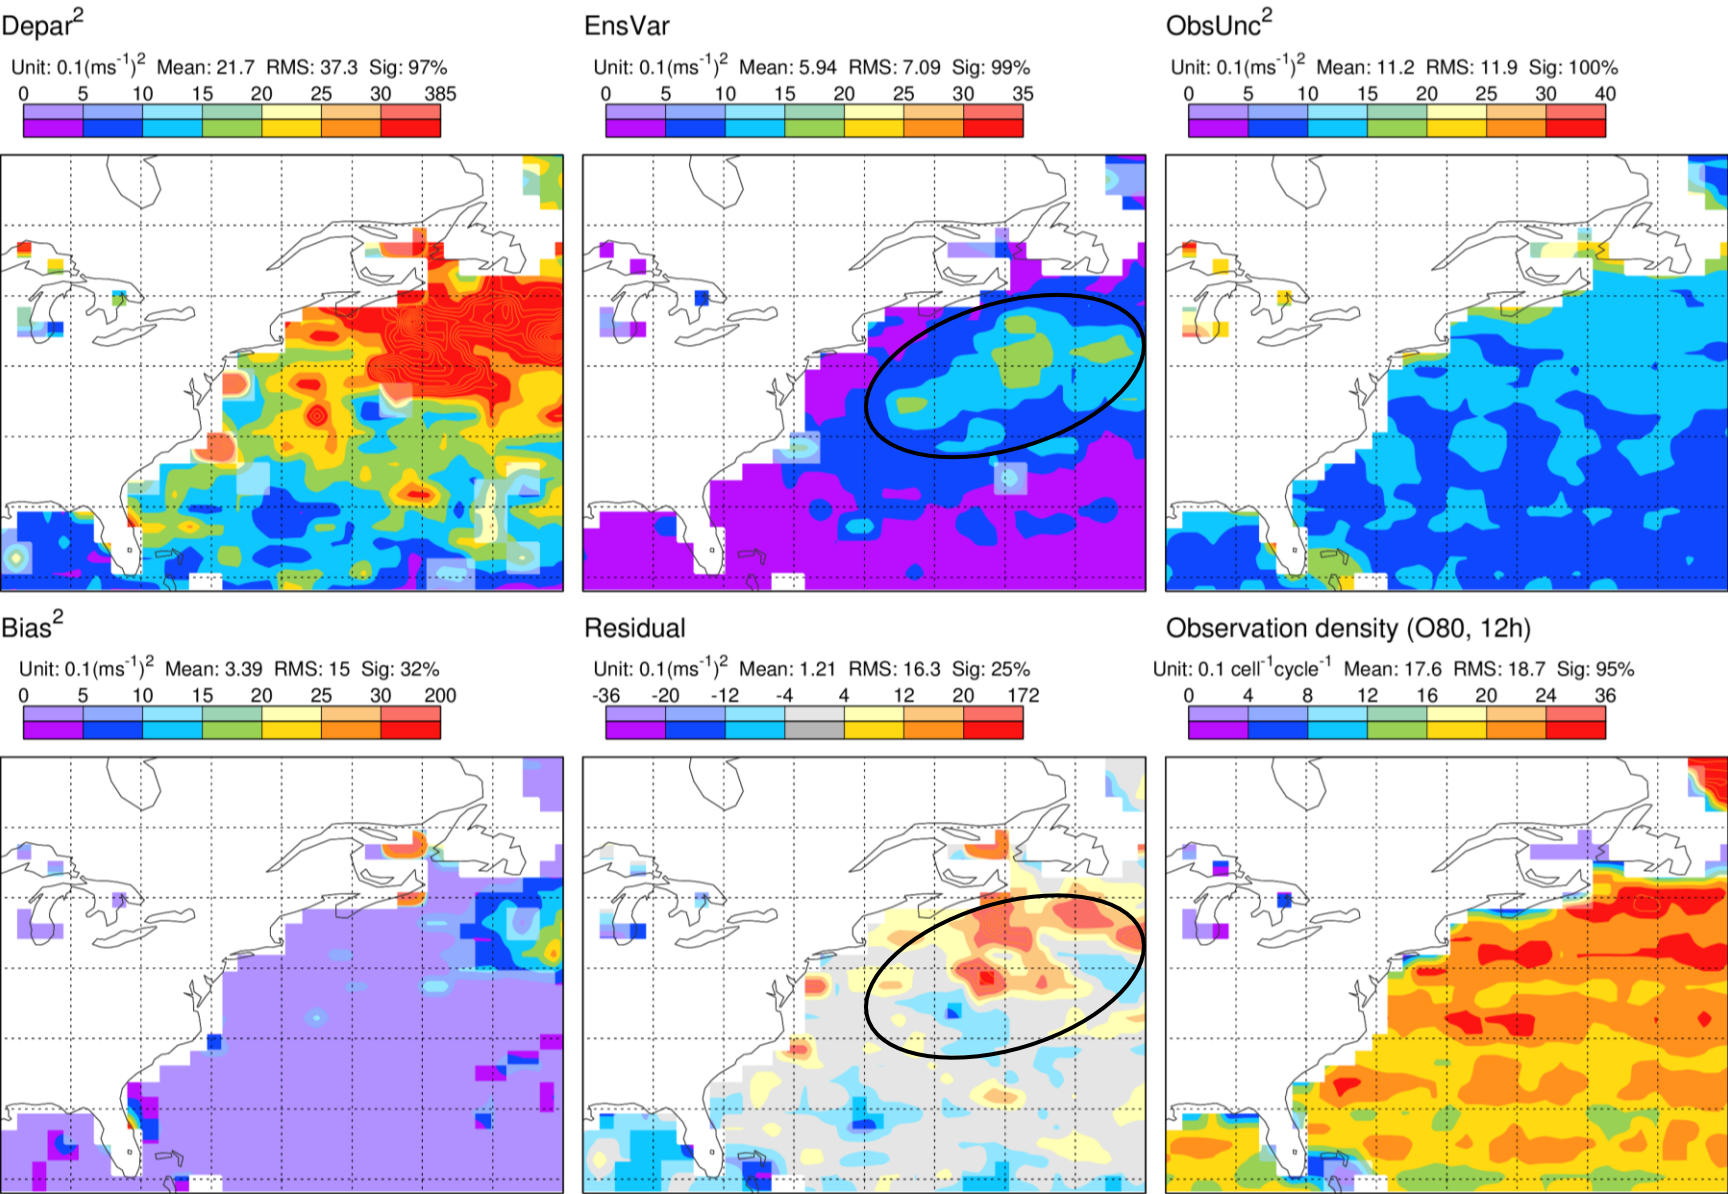 Depar²
Unit: 0.1(ms⁻¹)² Mean: 21.7 RMS: 37.3 Sig: 97%
0 5 10 15 20 25 30 385
EnsVar
Unit: 0.1(ms⁻¹)² Mean: 5.94 RMS: 7.09 Sig: 99%
0 5 10 15 20 25 30 35
ObsUnc²
Unit: 0.1(ms⁻¹)² Mean: 11.2 RMS: 11.9 Sig: 100%
0 5 10 15 20 25 30 40
Bias²
Unit: 0.1(ms⁻¹)² Mean: 3.39 RMS: 15 Sig: 32%
0 5 10 15 20 25 30 200
Residual
Unit: 0.1(ms⁻¹)² Mean: 1.21 RMS: 16.3 Sig: 25%
-36 -20 -12 -4 4 12 20 172
Observation density (O80, 12h)
Unit: 0.1 cell⁻¹cycle⁻¹ Mean: 17.6 RMS: 18.7 Sig: 95%
0 4 8 12 16 20 24 36